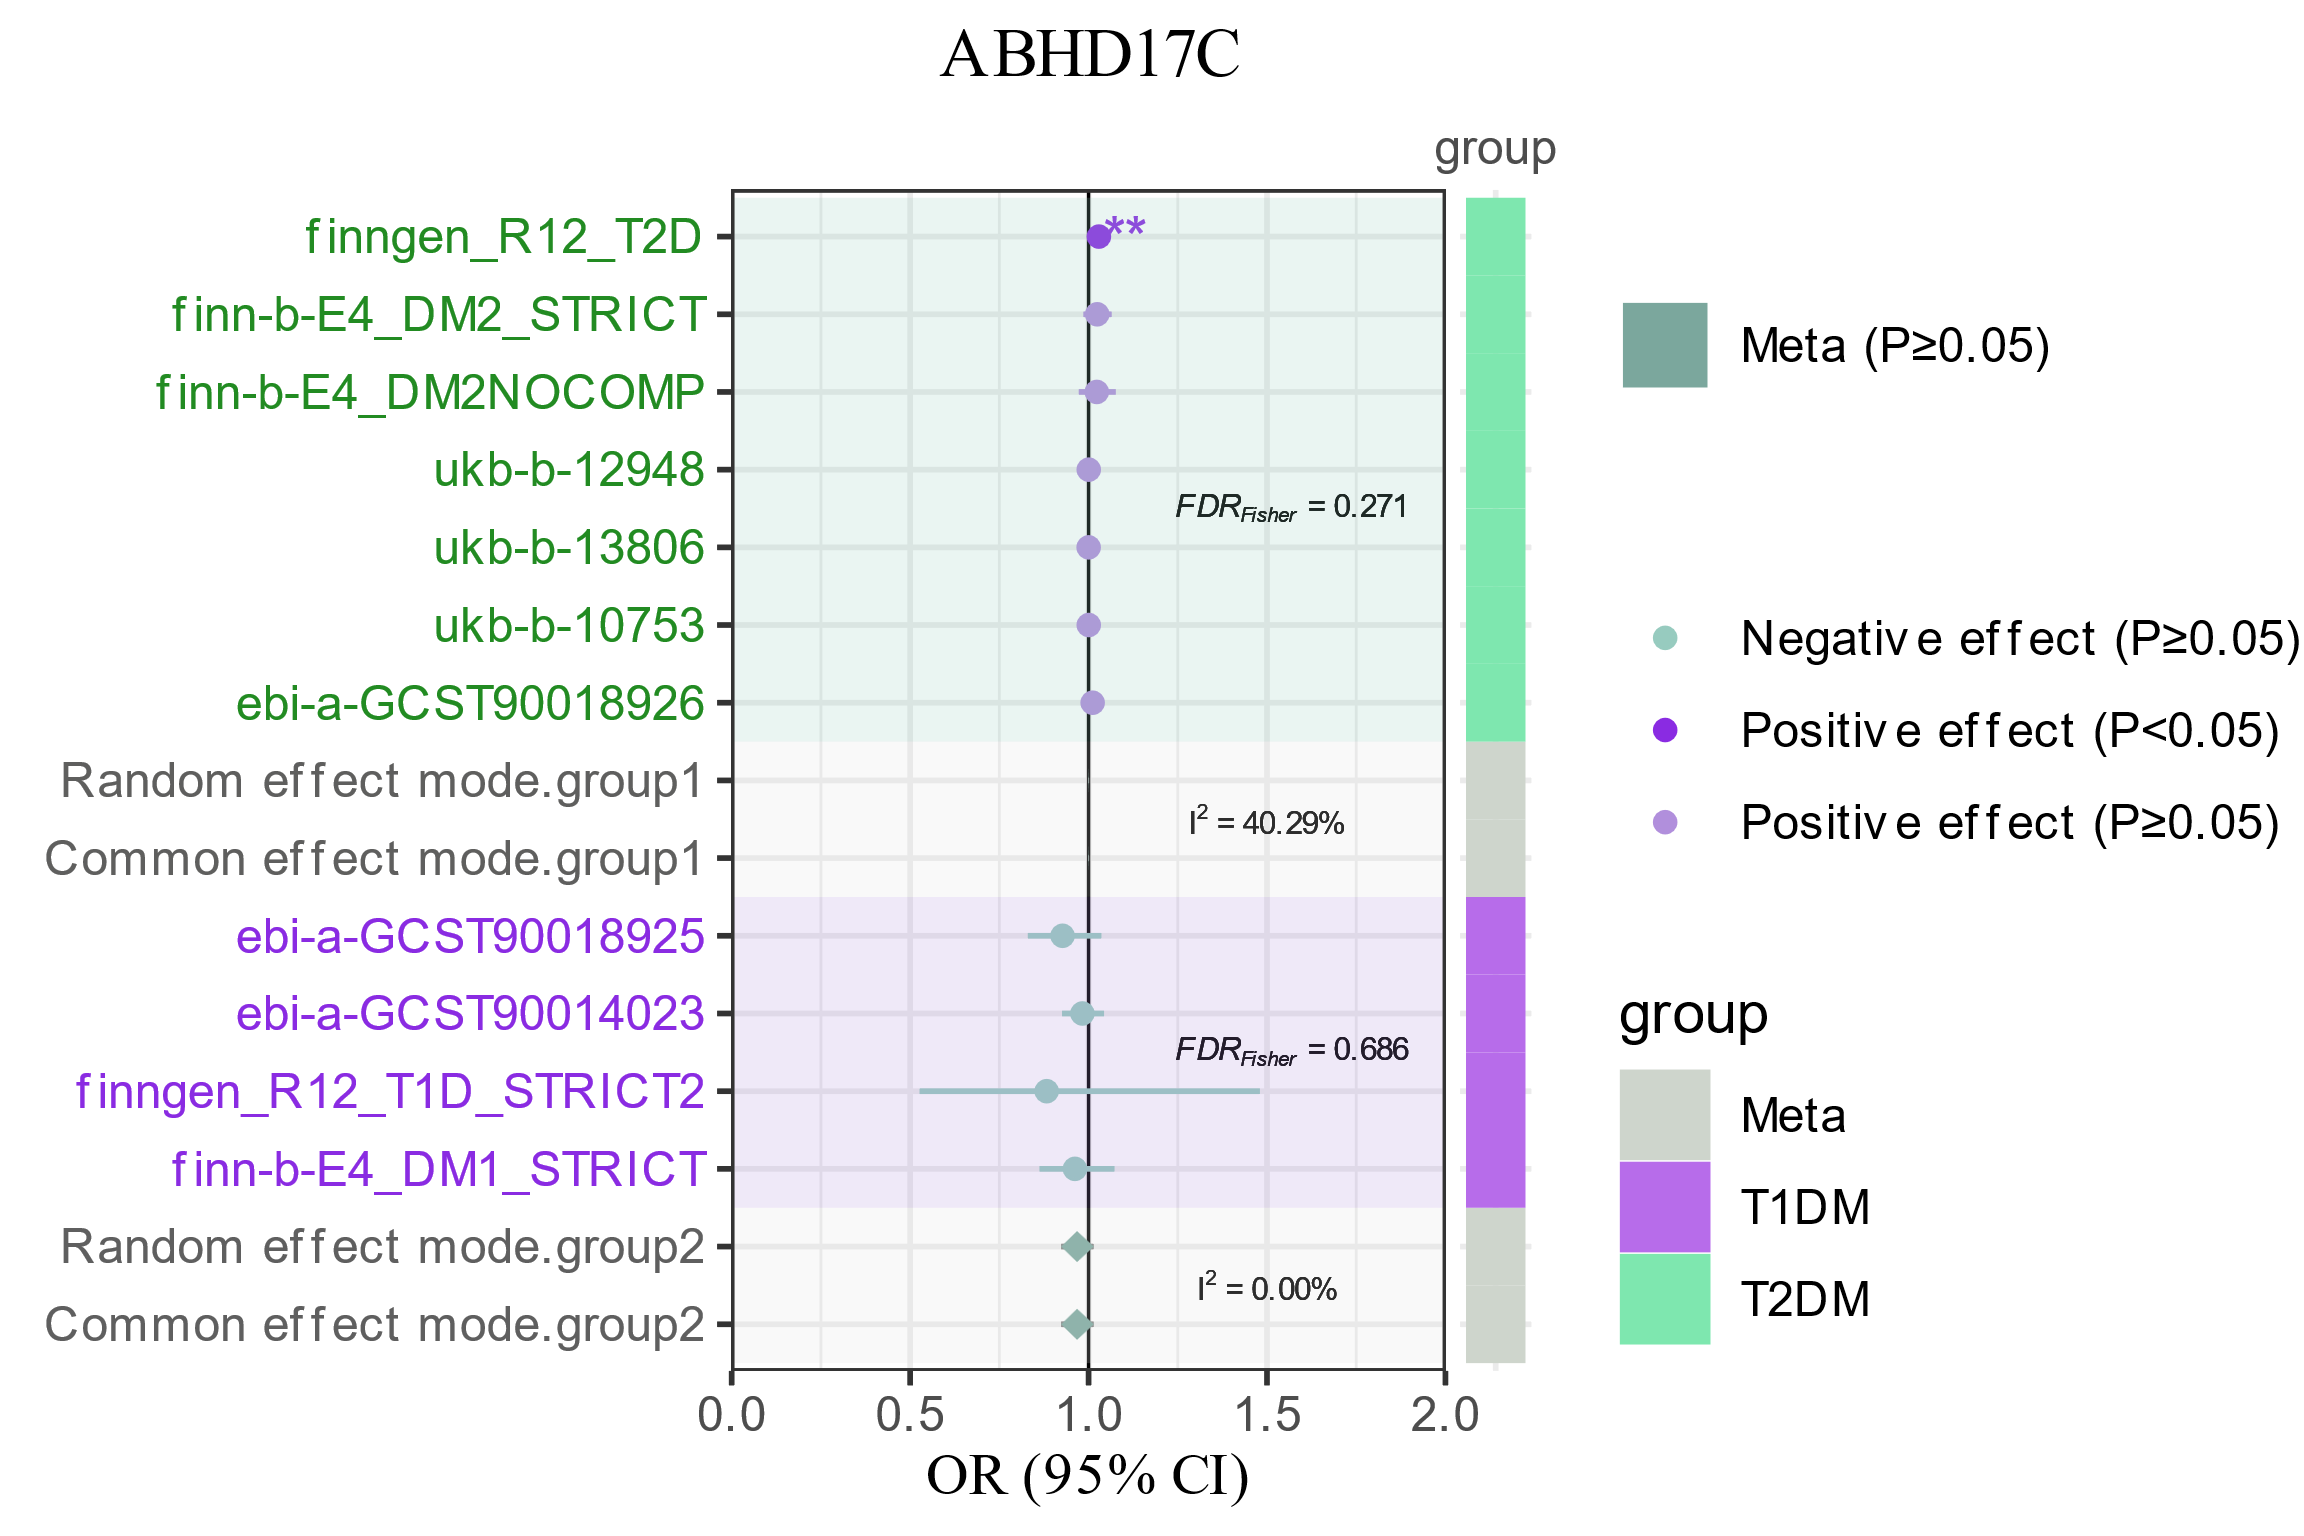 ABHD17C
group
finngen_R12_T2D
**
finn-b-E4_DM2_STRICT
finn-b-E4_DM2NOCOMP
ukb-b-12948
FDR_Fisher = 0.271
ukb-b-13806
ukb-b-10753
ebi-a-GCST90018926
Random effect mode.group1
I² = 40.29%
Common effect mode.group1
ebi-a-GCST90018925
ebi-a-GCST90014023
FDR_Fisher = 0.686
finngen_R12_T1D_STRICT2
finn-b-E4_DM1_STRICT
Random effect mode.group2
I² = 0.00%
Common effect mode.group2
0.0 0.5 1.0 1.5 2.0
OR (95% CI)
Meta (P≥0.05)
Negative effect (P≥0.05)
Positive effect (P<0.05)
Positive effect (P≥0.05)
group
Meta
T1DM
T2DM